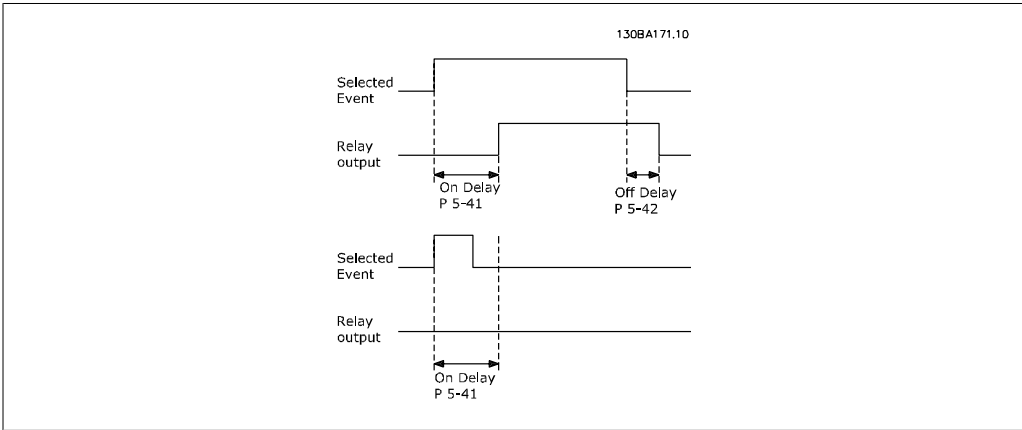 130BA171.10
Selected
Event
Relay
output
On Delay
P 5-41
Off Delay
P 5-42
Selected
Event
Relay
output
On Delay
P 5-41